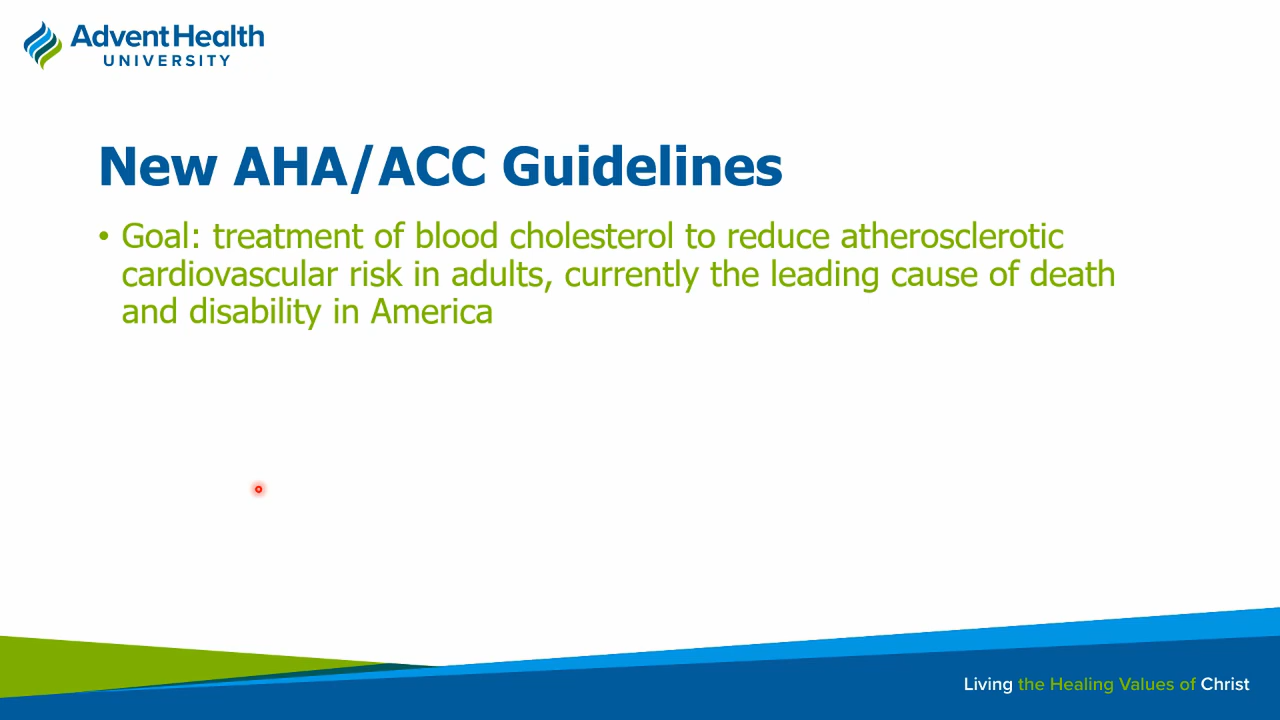 AdventHealth
UNIVERSITY
New AHA/ACC Guidelines
• Goal: treatment of blood cholesterol to reduce atherosclerotic
cardiovascular risk in adults, currently the leading cause of death
and disability in America
Living the Healing Values of Christ